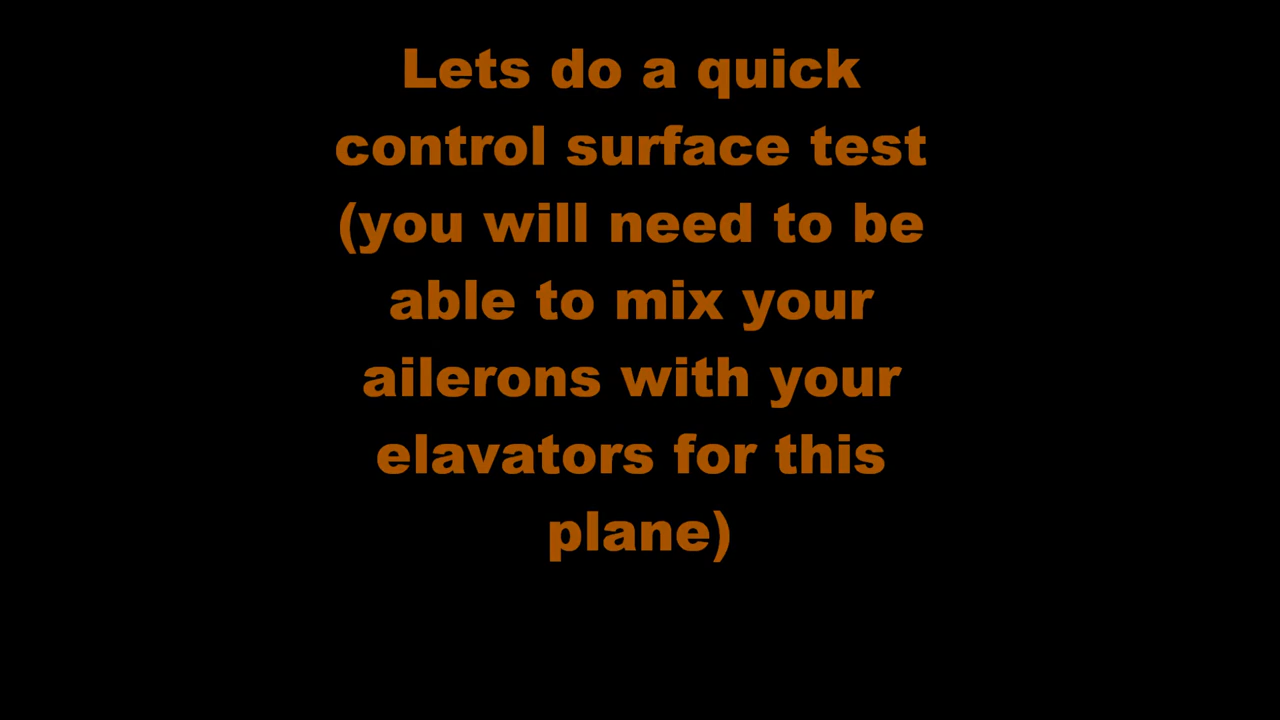 Lets do a quick
control surface test
(you will need to be
able to mix your
ailerons with your
elavators for this
plane)